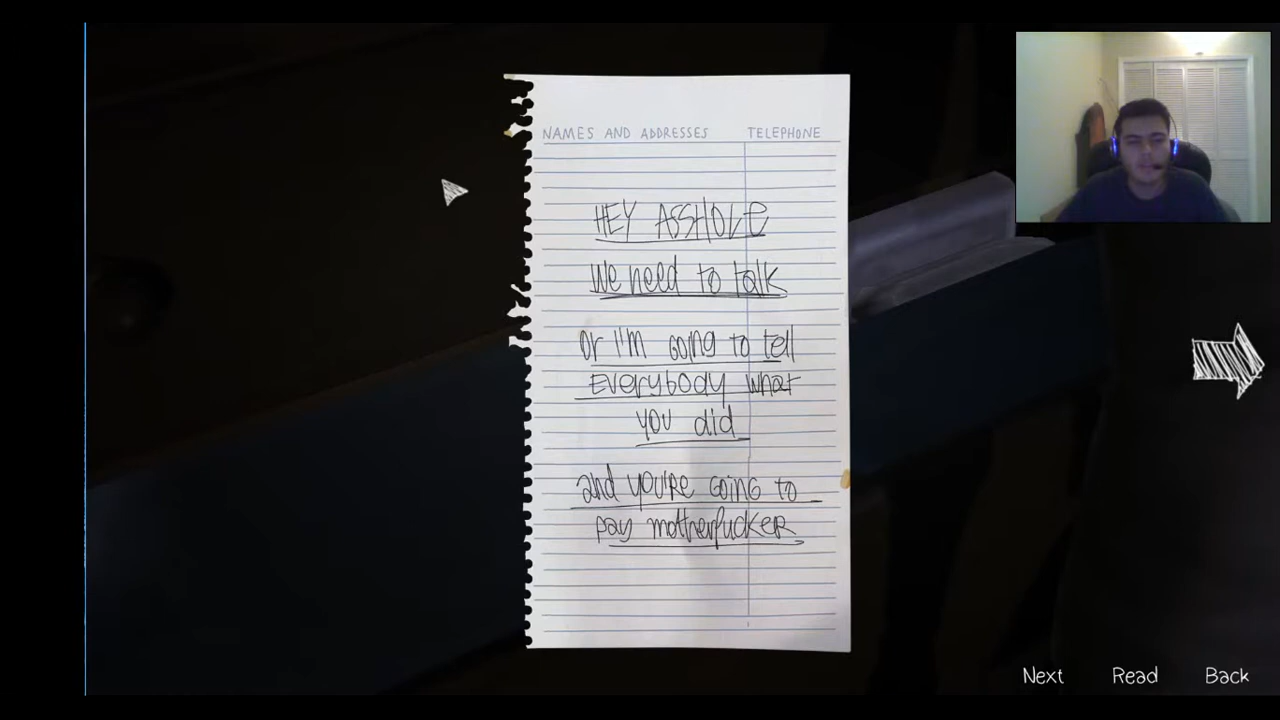 NAMES AND ADDRESSES TELEPHONE
HEY ASSHOLE
We need to talk
Or I'm GoinG to tell
EverybODY what
YOU did
and you're GoinG to
pay motherfucKER
Next Read Back